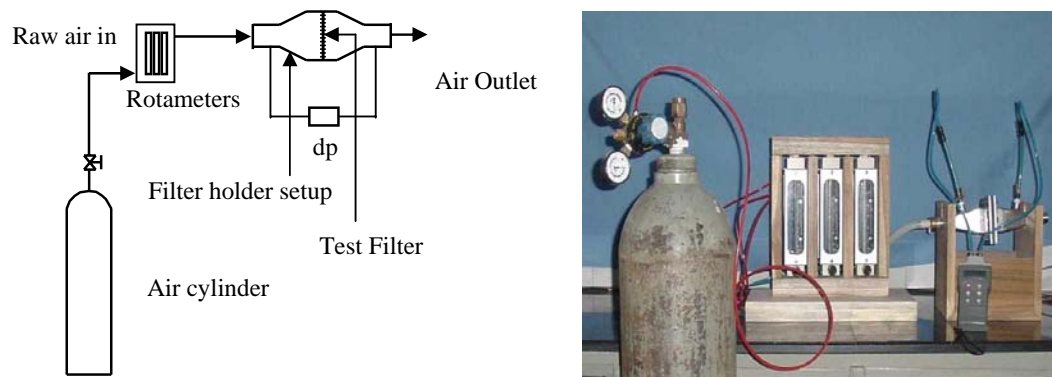 Raw air in
Air Outlet
Rotameters
dp
Filter holder setup
Test Filter
Air cylinder